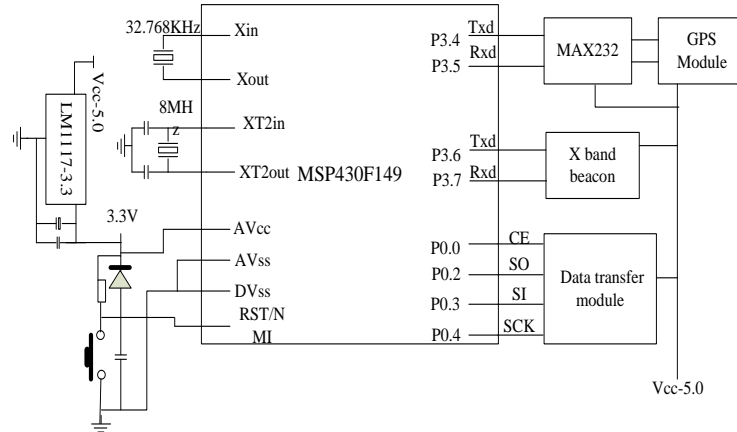 32.768KHz
Xin
Xout
8MH
z
XT2in
XT2out
MSP430F149
Vcc-5.0
LM1117-3.3
3.3V
AVcc
AVss
DVss
RST/N
MI
P3.4
Txd
P3.5
Rxd
MAX232
GPS
Module
P3.6
Txd
P3.7
Rxd
X band
beacon
P0.0
CE
P0.2
SO
P0.3
SI
P0.4
SCK
Data transfer
module
Vcc-5.0